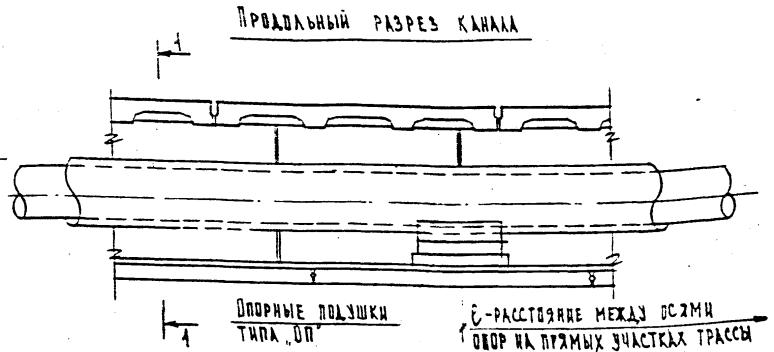 Продольный разрез канала
1
1
Опорные подушки
типа „ОП"
ℓ-расстояние между осями
опор на прямых участках трассы